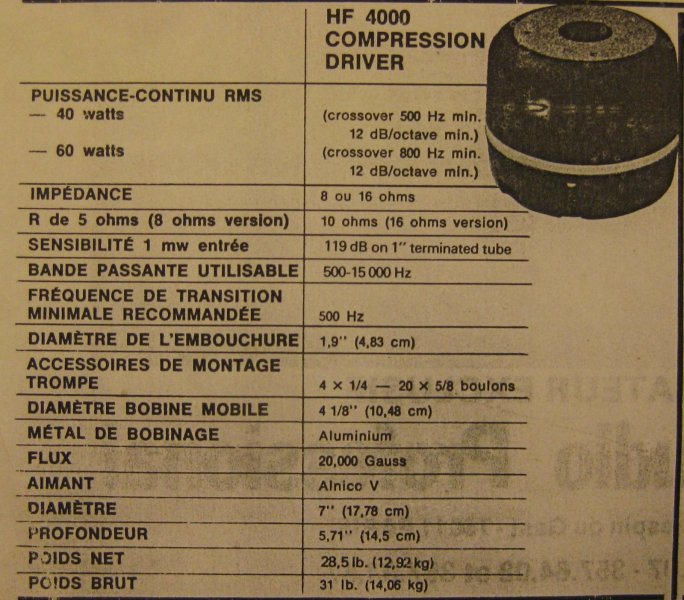 HF 4000
COMPRESSION
DRIVER
PUISSANCE-CONTINU RMS
— 40 watts (crossover 500 Hz min.
12 dB/octave min.)
— 60 watts (crossover 800 Hz min.
12 dB/octave min.)
IMPÉDANCE 8 ou 16 ohms
R de 5 ohms (8 ohms version) 10 ohms (16 ohms version)
SENSIBILITÉ 1 mw entrée 119 dB on 1" terminated tube
BANDE PASSANTE UTILISABLE 500-15 000 Hz
FRÉQUENCE DE TRANSITION
MINIMALE RECOMMANDÉE 500 Hz
DIAMÈTRE DE L'EMBOUCHURE 1,9'' (4,83 cm)
ACCESSOIRES DE MONTAGE
TROMPE 4 × 1/4 — 20 × 5/8 boulons
DIAMÈTRE BOBINE MOBILE 4 1/8'' (10,48 cm)
MÉTAL DE BOBINAGE Aluminium
FLUX 20,000 Gauss
AIMANT Alnico V
DIAMÈTRE 7'' (17,78 cm)
PROFONDEUR 5,71'' (14,5 cm)
POIDS NET 28,5 lb. (12,92 kg)
POIDS BRUT 31 lb. (14,06 kg)